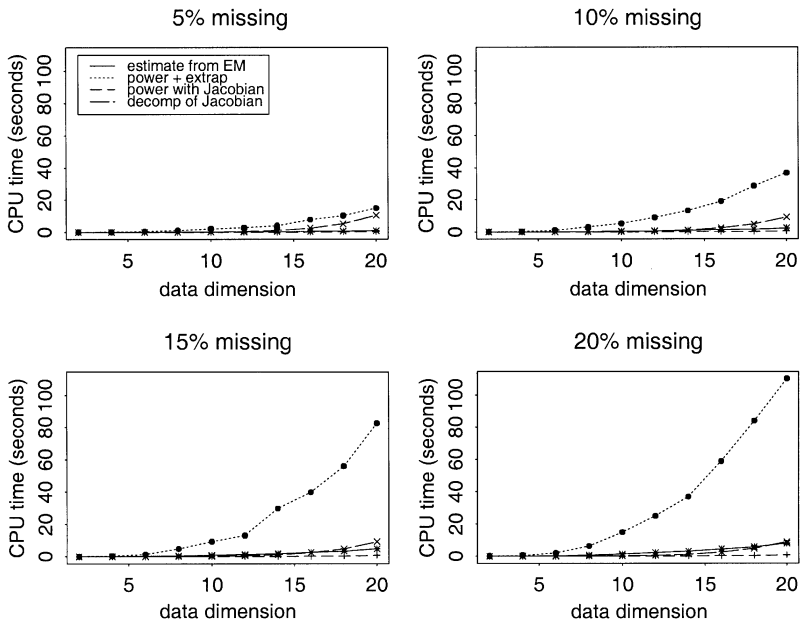 5% missing
CPU time (seconds)
0 20 40 60 80 100
estimate from EM
power + extrap
power with Jacobian
decomp of Jacobian
5 10 15 20
data dimension
10% missing
CPU time (seconds)
0 20 40 60 80 100
5 10 15 20
data dimension
15% missing
CPU time (seconds)
0 20 40 60 80 100
5 10 15 20
data dimension
20% missing
CPU time (seconds)
0 20 40 60 80 100
5 10 15 20
data dimension